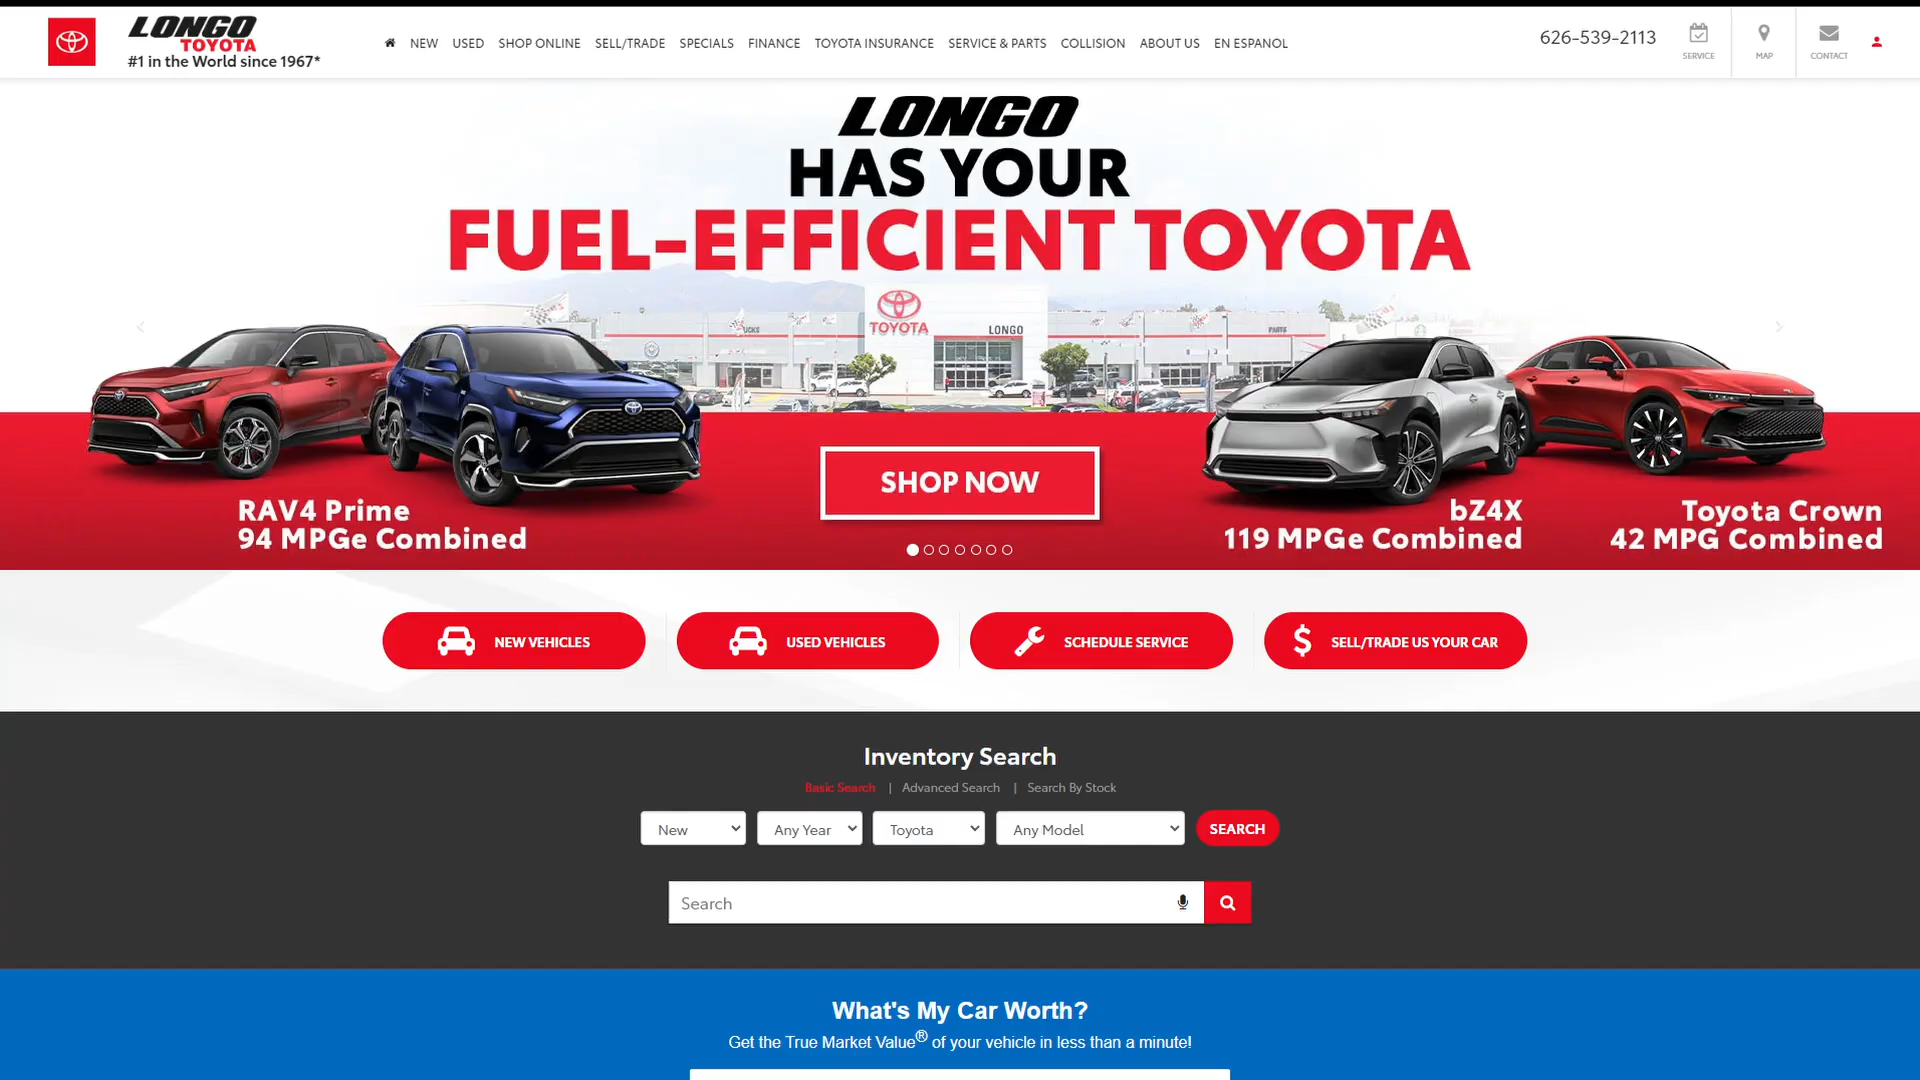 LONGO
TOYOTA
#1 in the World since 1967*
NEW USED SHOP ONLINE SELL/TRADE SPECIALS FINANCE TOYOTA INSURANCE SERVICE & PARTS COLLISION ABOUT US EN ESPANOL
626-539-2113
SERVICE
MAP
CONTACT
LONGO
HAS YOUR
FUEL-EFFICIENT TOYOTA
TOYOTA
LONGO
PARTS
RAV4 Prime
94 MPGe Combined
SHOP NOW
bZ4X
119 MPGe Combined
Toyota Crown
42 MPG Combined
NEW VEHICLES
USED VEHICLES
SCHEDULE SERVICE
SELL/TRADE US YOUR CAR
Inventory Search
Basic Search | Advanced Search | Search By Stock
New Any Year Toyota Any Model SEARCH
Search
What's My Car Worth?
Get the True Market Value® of your vehicle in less than a minute!